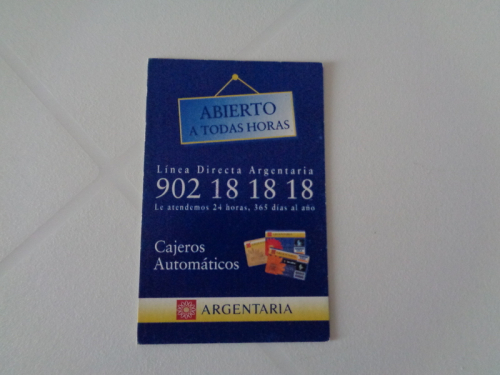 ABIERTO
A TODAS HORAS
Línea Directa Argentaria
902 18 18 18
Le atendemos 24 horas, 365 días al año
Cajeros
Automáticos
ARGENTARIA